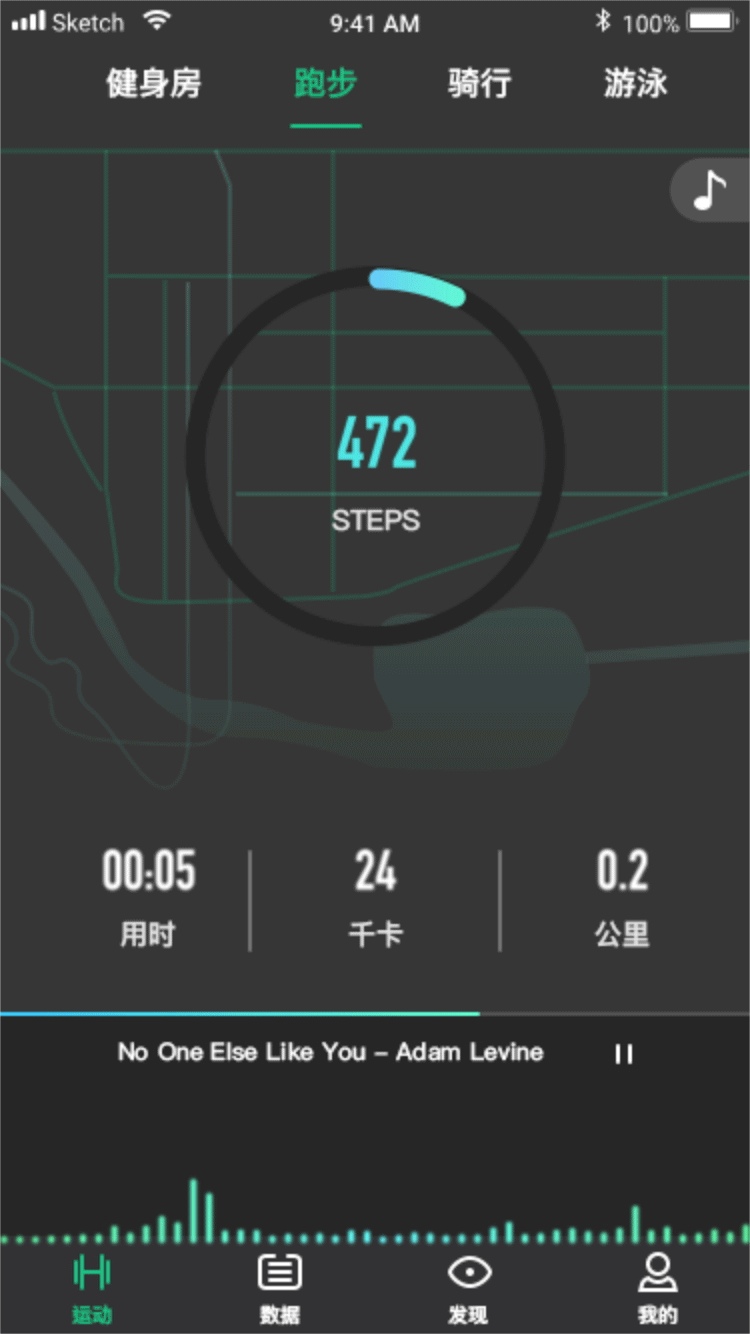 Sketch 9:41 AM 100%
健身房 跑步 骑行 游泳
472
STEPS
00:05 24 0.2
用时 千卡 公里
No One Else Like You – Adam Levine
运动 数据 发现 我的